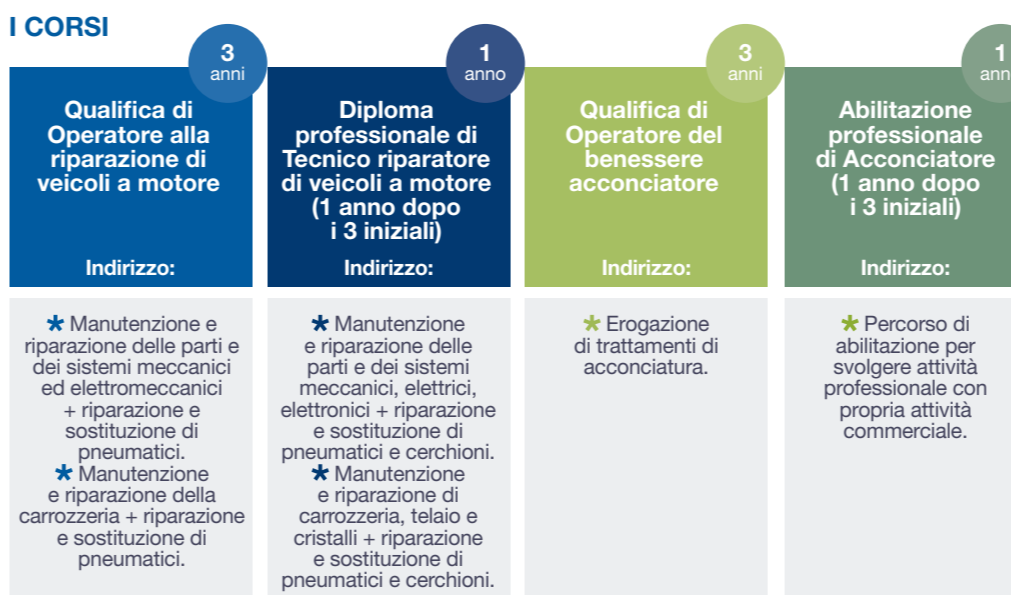 I CORSI
3
anni
Qualifica di
Operatore alla
riparazione di
veicoli a motore
Indirizzo:
* Manutenzione e
riparazione delle parti e
dei sistemi meccanici
ed elettromeccanici
+ riparazione e
sostituzione di
pneumatici.
* Manutenzione
e riparazione della
carrozzeria + riparazione
e sostituzione di
pneumatici.
1
anno
Diploma
professionale di
Tecnico riparatore
di veicoli a motore
(1 anno dopo
i 3 iniziali)
Indirizzo:
* Manutenzione
e riparazione delle
parti e dei sistemi
meccanici, elettrici,
elettronici + riparazione
e sostituzione di
pneumatici e cerchioni.
* Manutenzione
e riparazione di
carrozzeria, telaio e
cristalli + riparazione
e sostituzione di
pneumatici e cerchioni.
3
anni
Qualifica di
Operatore del
benessere
acconciatore
Indirizzo:
* Erogazione
di trattamenti di
acconciatura.
1
ann
Abilitazione
professionale
di Acconciatore
(1 anno dopo
i 3 iniziali)
Indirizzo:
* Percorso di
abilitazione per
svolgere attività
professionale con
propria attività
commerciale.